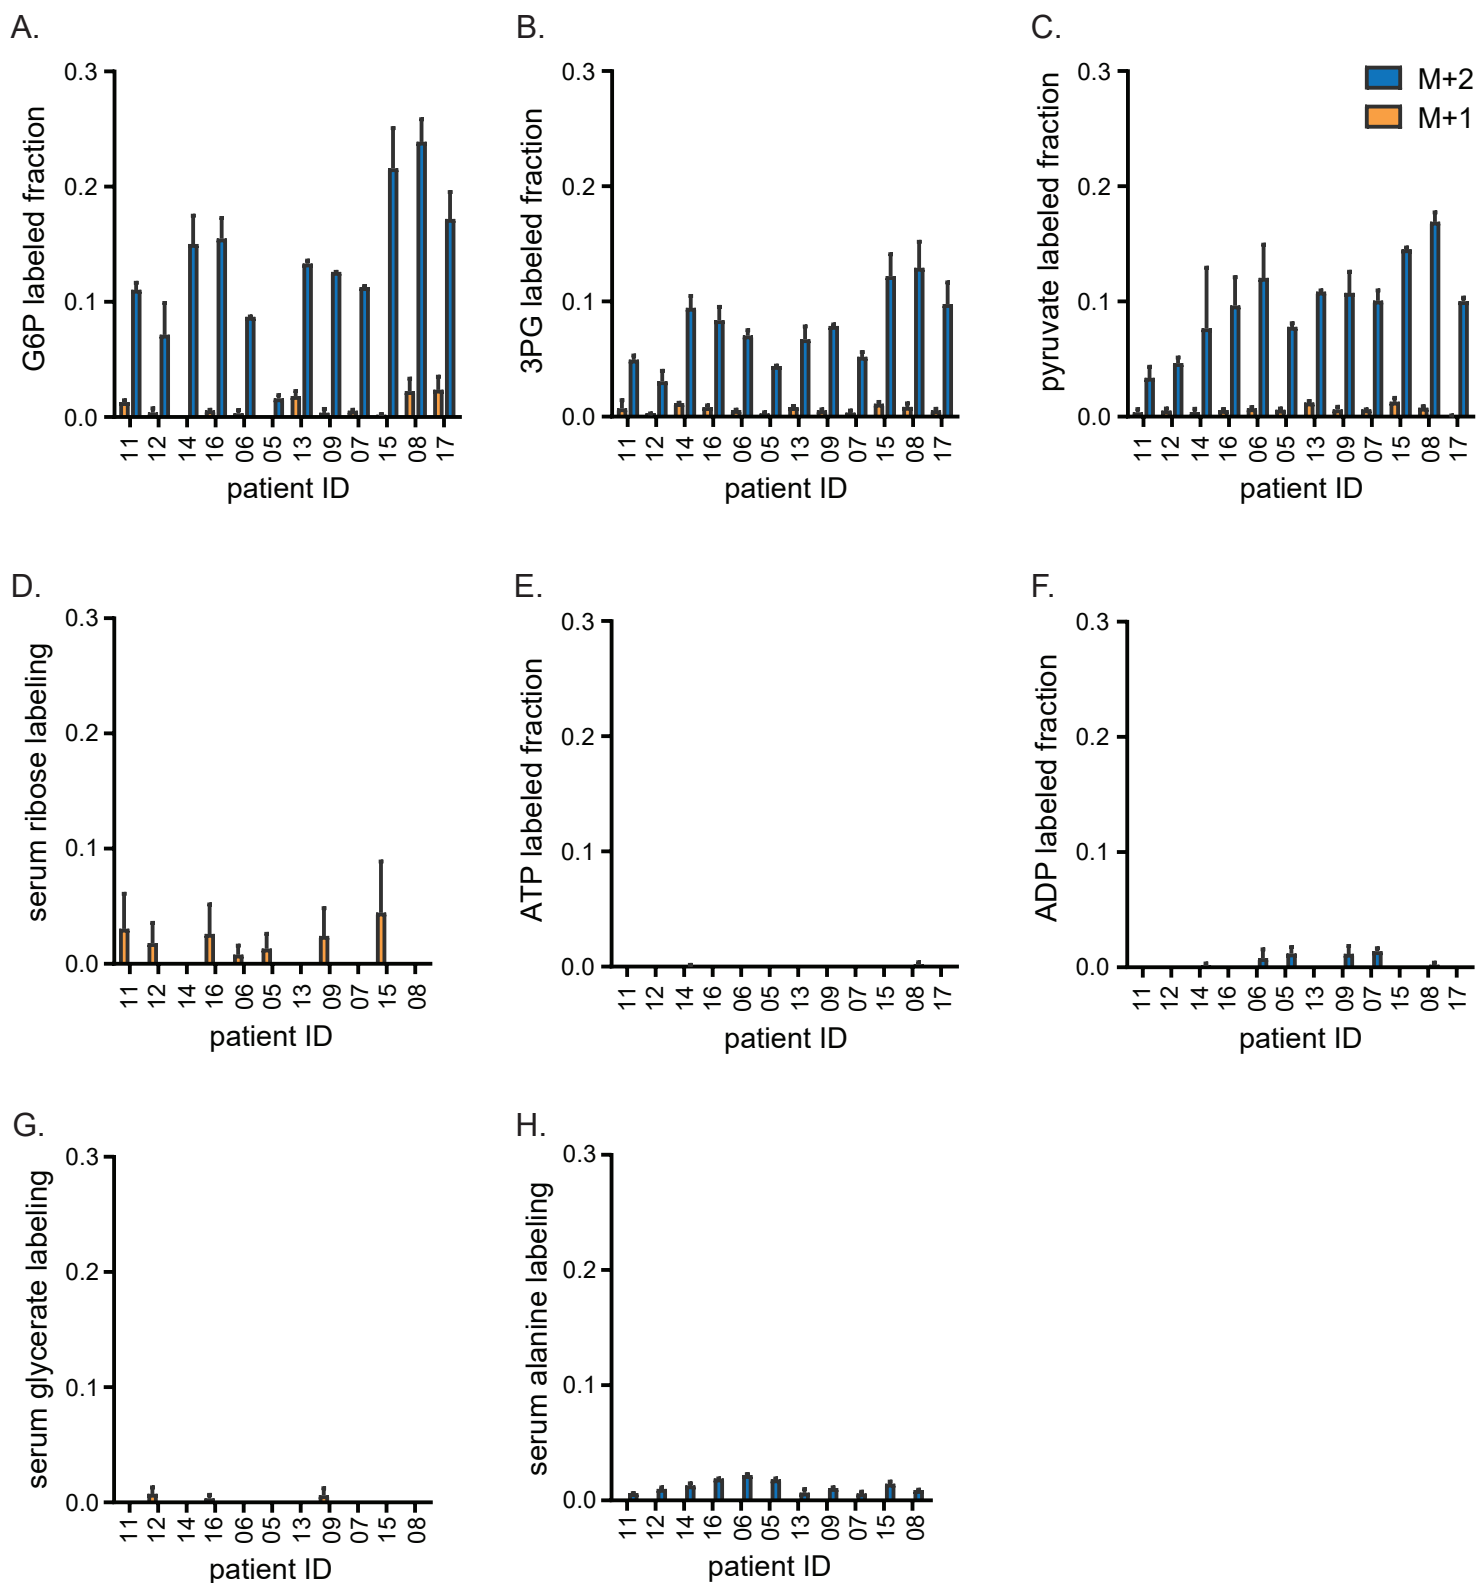 A.
0.3
0.2
0.1
0.0
G6P labeled fraction
11 12 14 16 06 05 13 09 07 15 08 17
patient ID
B.
0.3
0.2
0.1
0.0
3PG labeled fraction
11 12 14 16 06 05 13 09 07 15 08 17
patient ID
C.
0.3
0.2
0.1
0.0
pyruvate labeled fraction
11 12 14 16 06 05 13 09 07 15 08 17
patient ID
M+2
M+1
D.
0.3
0.2
0.1
0.0
serum ribose labeling
11 12 14 16 06 05 13 09 07 15 08
patient ID
E.
0.3
0.2
0.1
0.0
ATP labeled fraction
11 12 14 16 06 05 13 09 07 15 08 17
patient ID
F.
0.3
0.2
0.1
0.0
ADP labeled fraction
11 12 14 16 06 05 13 09 07 15 08 17
patient ID
G.
0.3
0.2
0.1
0.0
serum glycerate labeling
11 12 14 16 06 05 13 09 07 15 08
patient ID
H.
0.3
0.2
0.1
0.0
serum alanine labeling
11 12 14 16 06 05 13 09 07 15 08
patient ID